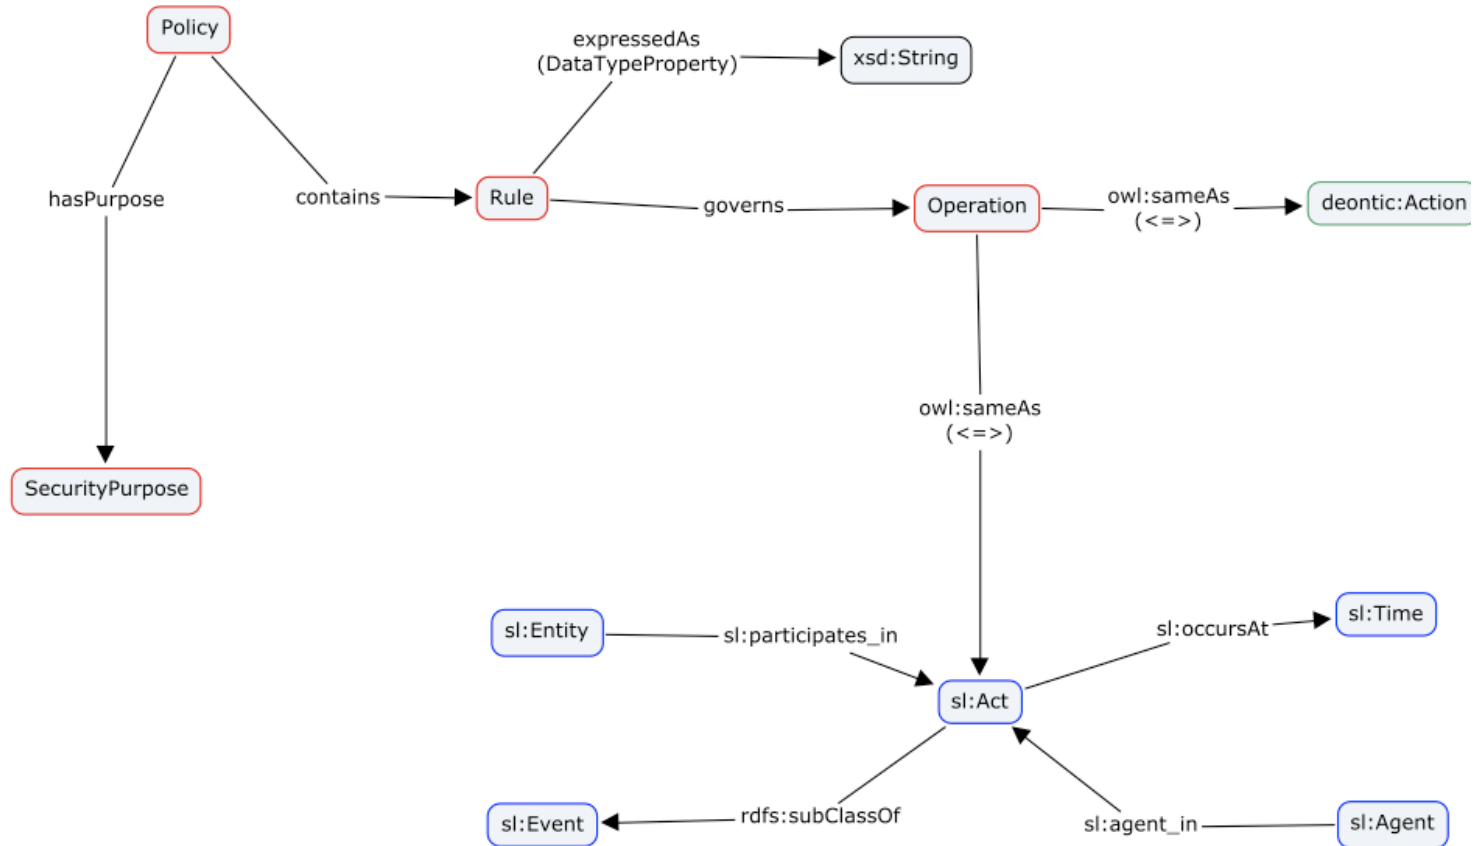 Policy
expressedAs
(DataTypeProperty)
xsd:String
hasPurpose
contains
Rule
governs
Operation
owl:sameAs
(<=>)
deontic:Action
owl:sameAs
(<=>)
SecurityPurpose
sl:Entity
sl:participates_in
sl:occursAt
sl:Time
sl:Act
sl:Event
rdfs:subClassOf
sl:agent_in
sl:Agent